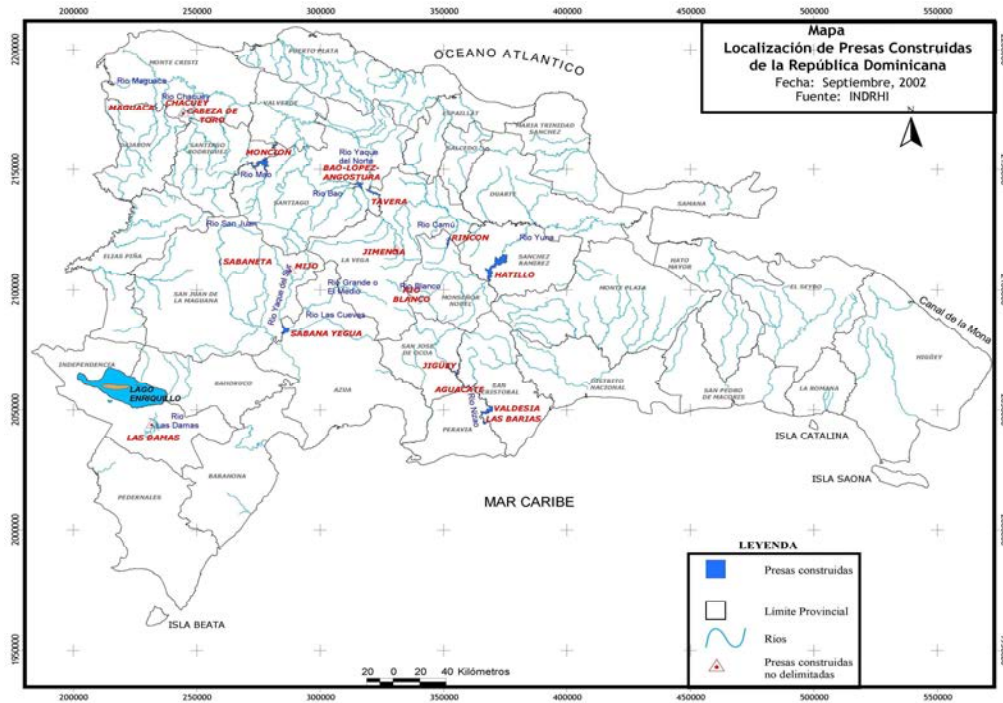 200000 250000 300000 350000 400000 450000 500000 550000
Mapa
Localización de Presas Construidas
de la República Dominicana
Fecha: Septiembre, 2002
Fuente: INDRHI
N
OCEANO ATLANTICO
2200000
2150000
2100000
2050000
2000000
1950000
PUERTO PLATA
MONTE CRISTI
Rio Maguaca
Rio Chacuey
MAGUACA
CHACUEY
CABEZA DE
TORO
VALVERDE
ESPAILLAT
MARIA TRINIDAD
SANCHEZ
DAJABON
SANTIAGO
RODRIGUEZ
SALCEDO
MONCION
Rio Mao
Rio Yaque
del Norte
BAO-LOPEZ-
ANGOSTURA
Rio Bao
TAVERA
SANTIAGO
DUARTE
SAMANA
Rio San Juan
Rio Camú
RINCON
Rio Yuna
ELIAS PIÑA
SABANETA
MIJO
LA VEGA
JIMENOA
SANCHEZ
RAMIREZ
HATILLO
HATO
MAYOR
SAN JUAN DE
LA MAGUANA
Rio Yaque del Sur
Rio Grande o
El Medio
Rio Blanco
RIO
BLANCO
MONSEÑOR
NOUEL
MONTE PLATA
EL SEYBO
Canal de la Mona
Rio Las Cuevas
SABANA YEGUA
HIGÜEY
INDEPENDENCIA
BAHORUCO
SAN JOSE
DE OCOA
JIGUEY
AGUACATE
SAN
CRISTOBAL
DISTRITO
NACIONAL
SAN PEDRO
DE MACORIS
LA ROMANA
LAGO
ENRIQUILLO
AZUA
Rio Nizao
VALDESIA
LAS BARIAS
PERAVIA
Rio
Las Damas
LAS DAMAS
ISLA CATALINA
BARAHONA
ISLA SAONA
PEDERNALES
MAR CARIBE
ISLA BEATA
LEYENDA
Presas construidas
Límite Provincial
Rios
Presas construidas
no delimitadas
20 0 20 40 Kilómetros
200000 250000 300000 350000 400000 450000 500000 550000